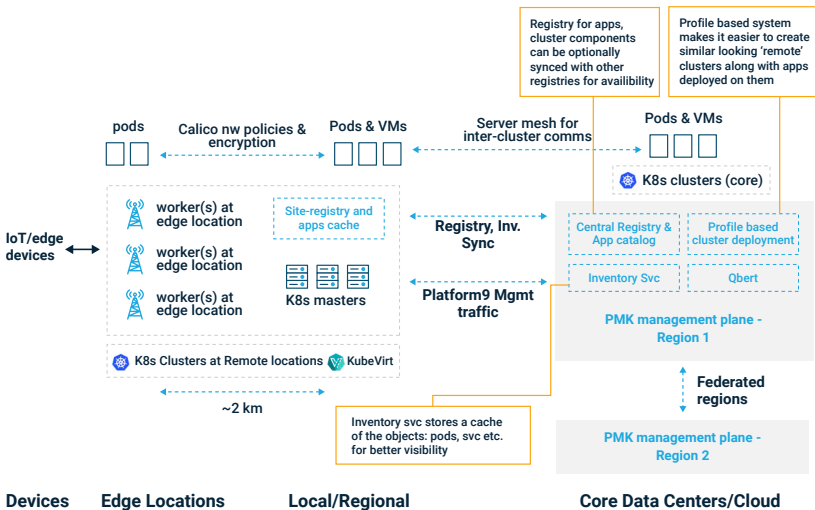 Registry for apps,
cluster components
can be optionally
synced with other
registries for availibility
Profile based system
makes it easier to create
similar looking ‘remote’
clusters along with apps
deployed on them
pods
Calico nw policies &
encryption
Pods & VMs
Server mesh for
inter-cluster comms
Pods & VMs
K8s clusters (core)
IoT/edge
devices
worker(s) at
edge location
worker(s) at
edge location
worker(s) at
edge location
Site-registry and
apps cache
K8s masters
Registry, Inv.
Sync
Platform9 Mgmt
traffic
Central Registry &
App catalog
Profile based
cluster deployment
Inventory Svc
Qbert
PMK management plane -
Region 1
K8s Clusters at Remote locations
KubeVirt
~2 km
Inventory svc stores a cache
of the objects: pods, svc etc.
for better visibility
Federated
regions
PMK management plane -
Region 2
Devices
Edge Locations
Local/Regional
Core Data Centers/Cloud